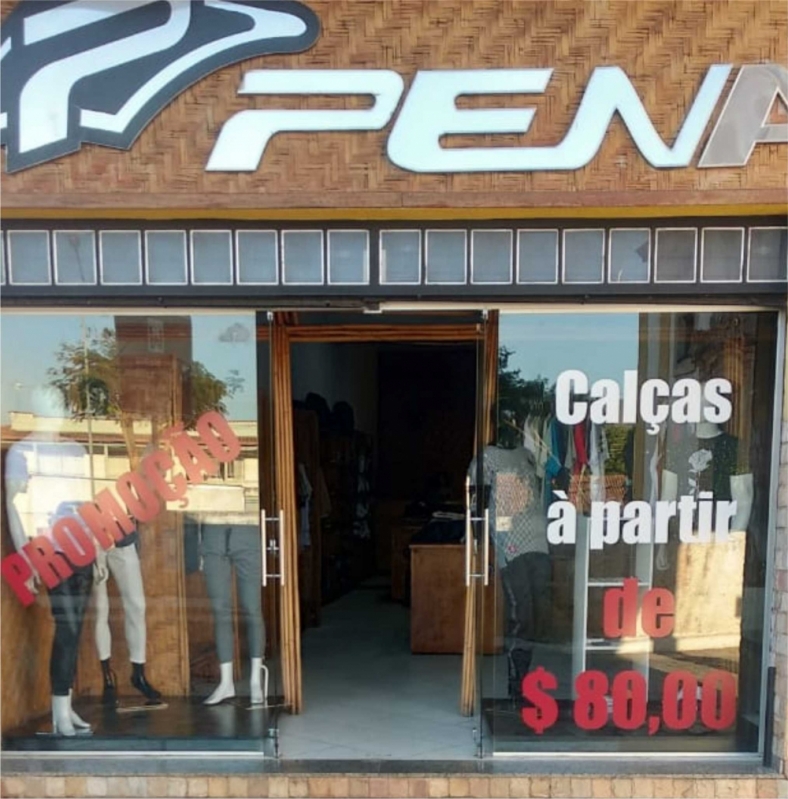 PENA
PROMOÇÃO
Calças
à partir
de
$ 80,00